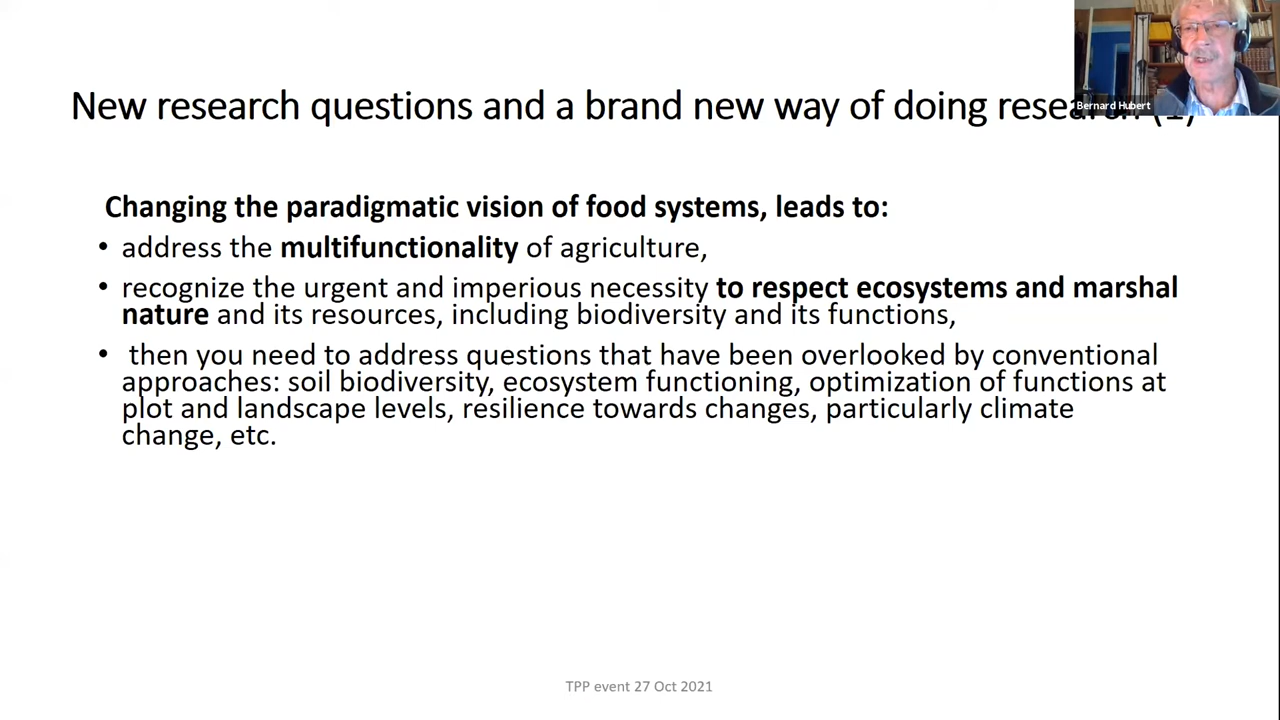 New research questions and a brand new way of doing research (1)
Bernard Hubert
Changing the paradigmatic vision of food systems, leads to:
• address the multifunctionality of agriculture,
• recognize the urgent and imperious necessity to respect ecosystems and marshal
nature and its resources, including biodiversity and its functions,
• then you need to address questions that have been overlooked by conventional
approaches: soil biodiversity, ecosystem functioning, optimization of functions at
plot and landscape levels, resilience towards changes, particularly climate
change, etc.
TPP event 27 Oct 2021